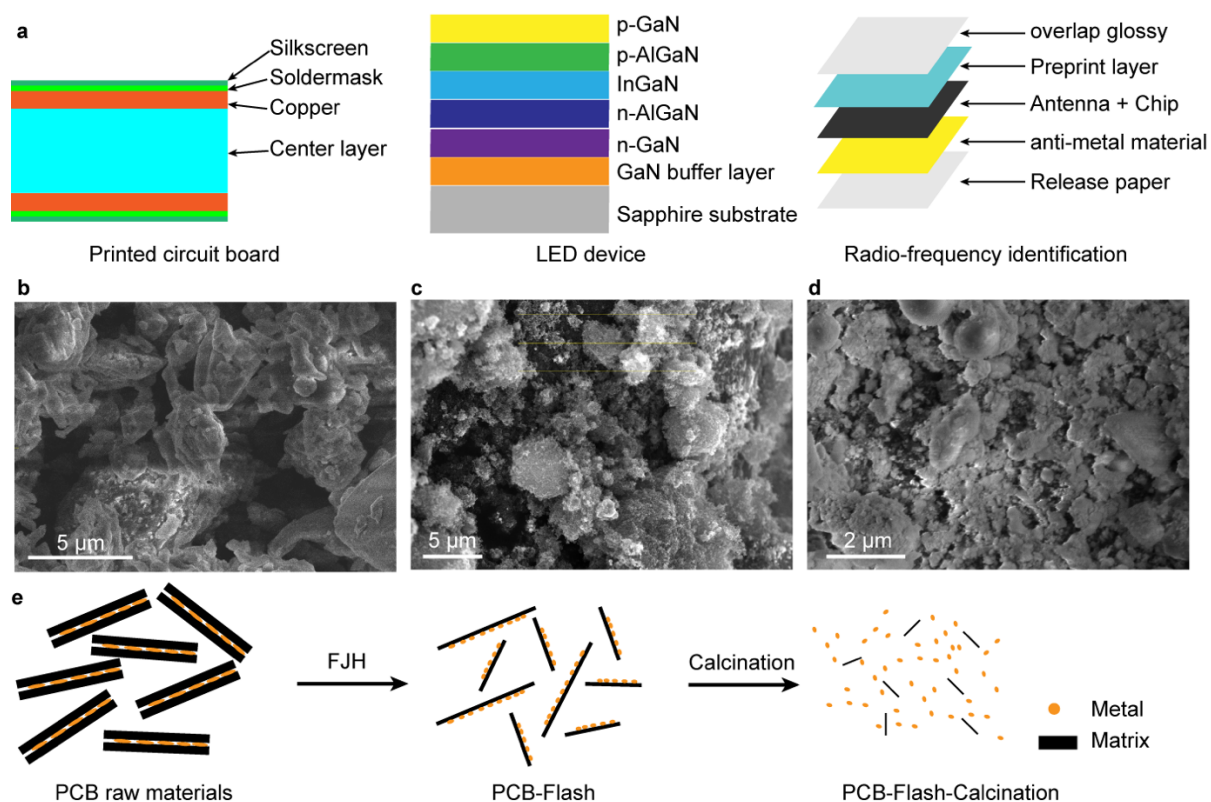 a
Silkscreen
Soldermask
Copper
Center layer
Printed circuit board
p-GaN
p-AlGaN
InGaN
n-AlGaN
n-GaN
GaN buffer layer
Sapphire substrate
LED device
overlap glossy
Preprint layer
Antenna + Chip
anti-metal material
Release paper
Radio-frequency identification
b
5 µm
c
5 µm
d
2 µm
e
FJH
Calcination
Metal
Matrix
PCB raw materials
PCB-Flash
PCB-Flash-Calcination